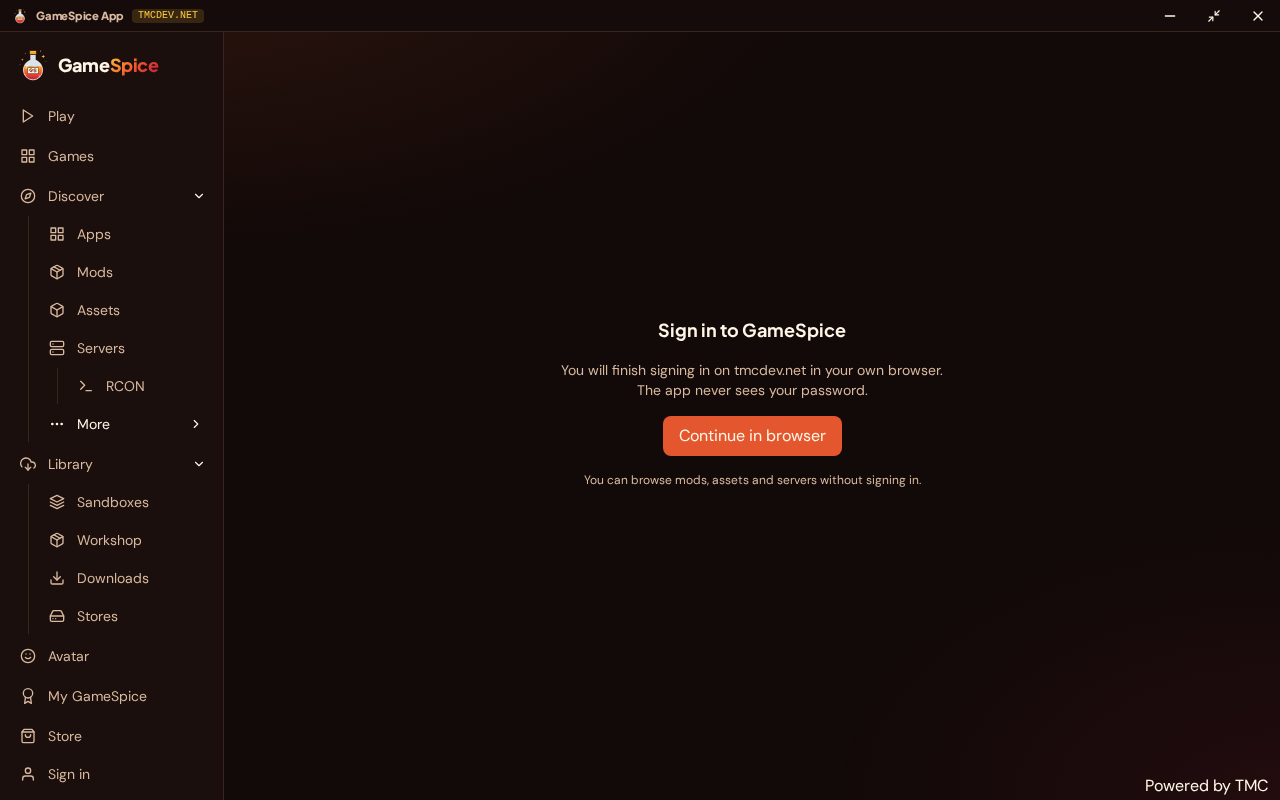 GameSpice App TMCDEV.NET
GameSpice
Play
Games
Discover
Apps
Mods
Assets
Servers
RCON
More
Library
Sandboxes
Workshop
Downloads
Stores
Avatar
My GameSpice
Store
Sign in
Sign in to GameSpice
You will finish signing in on tmcdev.net in your own browser.
The app never sees your password.
Continue in browser
You can browse mods, assets and servers without signing in.
Powered by TMC